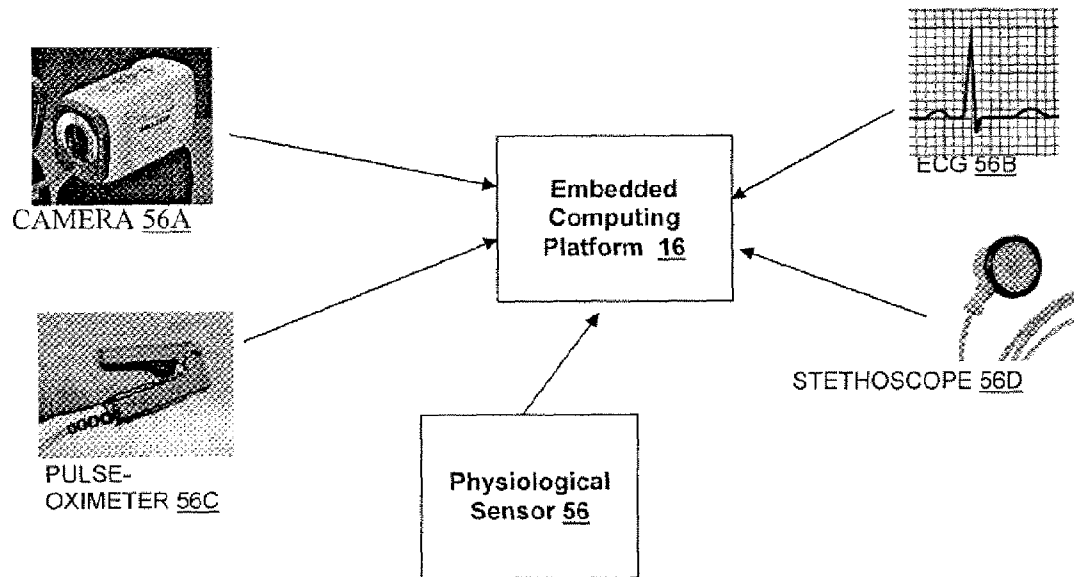 CAMERA 56A
Embedded
Computing
Platform 16
ECG 56B
PULSE-
OXIMETER 56C
STETHOSCOPE 56D
Physiological
Sensor 56